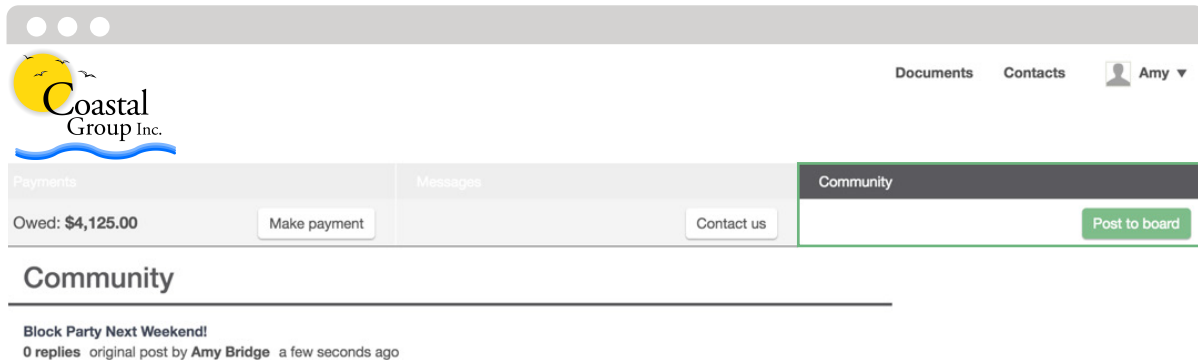 Coastal
Group Inc.
Documents Contacts Amy
Payments Messages Community
Owed: $4,125.00 Make payment Contact us Post to board
Community
Block Party Next Weekend!
0 replies original post by Amy Bridge a few seconds ago